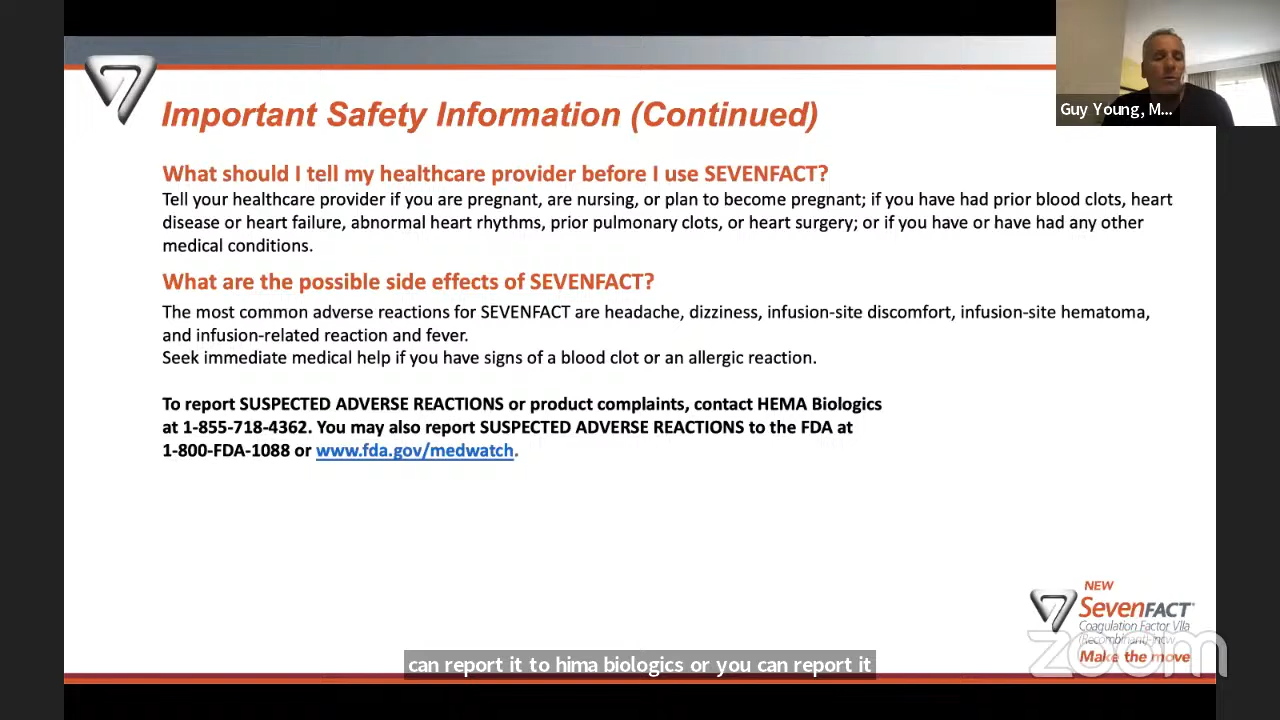 Guy Young, M...
Important Safety Information (Continued)
What should I tell my healthcare provider before I use SEVENFACT?
Tell your healthcare provider if you are pregnant, are nursing, or plan to become pregnant; if you have had prior blood clots, heart
disease or heart failure, abnormal heart rhythms, prior pulmonary clots, or heart surgery; or if you have or have had any other
medical conditions.
What are the possible side effects of SEVENFACT?
The most common adverse reactions for SEVENFACT are headache, dizziness, infusion-site discomfort, infusion-site hematoma,
and infusion-related reaction and fever.
Seek immediate medical help if you have signs of a blood clot or an allergic reaction.
To report SUSPECTED ADVERSE REACTIONS or product complaints, contact HEMA Biologics
at 1-855-718-4362. You may also report SUSPECTED ADVERSE REACTIONS to the FDA at
1-800-FDA-1088 or www.fda.gov/medwatch.
NEW
SEVENFACT®
Coagulation Factor VIIa
(Recombinant)-jncw
Make the move
zoom
can report it to hima biologics or you can report it